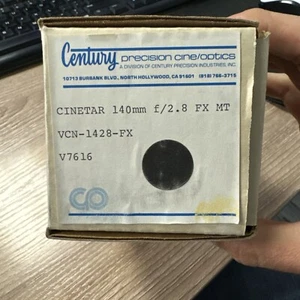 Century precision cine/optics
A DIVISION OF CENTURY PRECISION INDUSTRIES, INC.
10713 BURBANK BLVD., NORTH HOLLYWOOD, CA 91601 (818) 766-3715
CINETAR 140mm f/2.8 FX MT
VCN-1428-FX
V7616